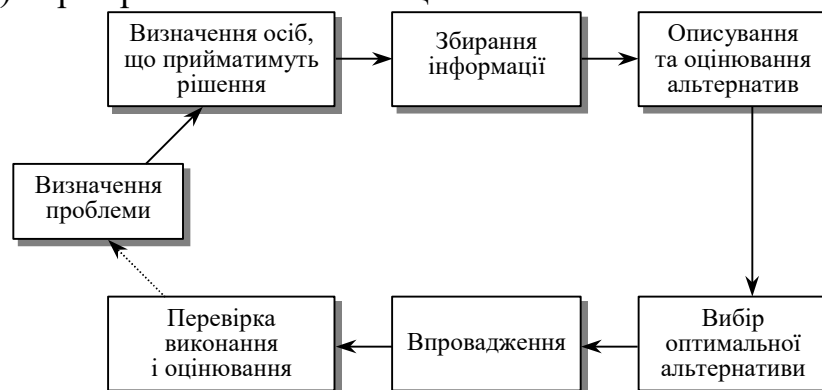 Визначення осіб,
що прийматимуть
рішення
Збирання
інформації
Описування
та оцінювання
альтернатив
Визначення
проблеми
Перевірка
виконання
і оцінювання
Впровадження
Вибір
оптимальної
альтернативи